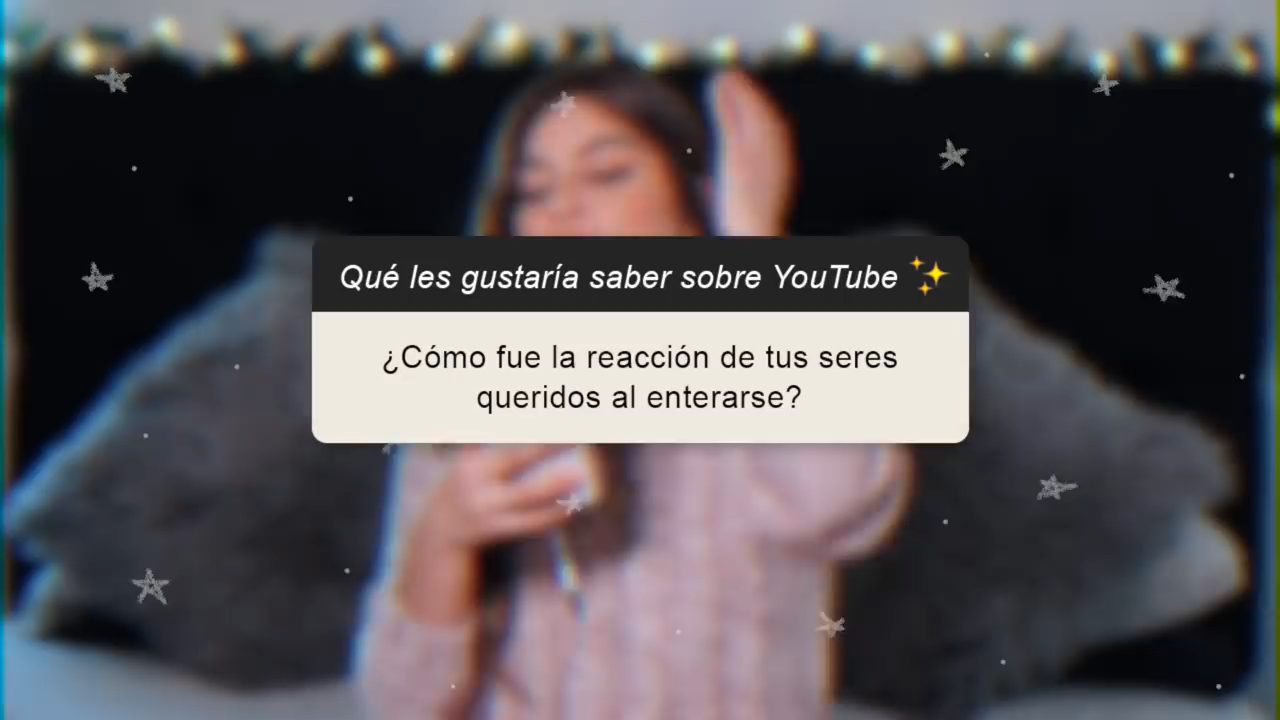 Qué les gustaría saber sobre YouTube ✨
¿Cómo fue la reacción de tus seres
queridos al enterarse?